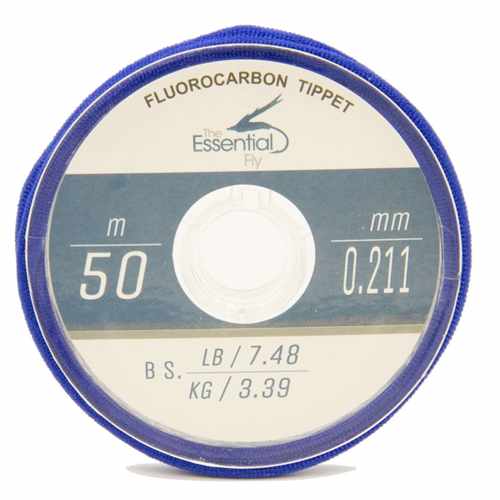 FLUOROCARBON TIPPET
The
Essential
Fly
m
50
mm
0.211
B S.
LB / 7.48
KG / 3.39